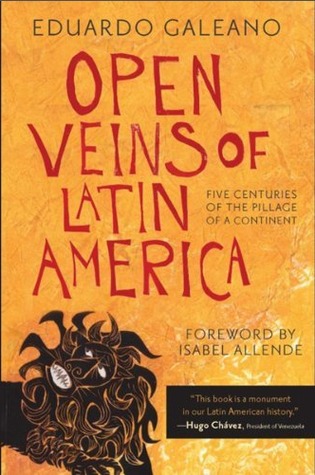 EDUARDO GALEANO
OPEN
VEINS OF
LATIN
AMERICA
FIVE CENTURIES
OF THE PILLAGE
OF A CONTINENT
FOREWORD BY
ISABEL ALLENDE
"This book is a monument
in our Latin American history."
—Hugo Chávez, President of Venezuela